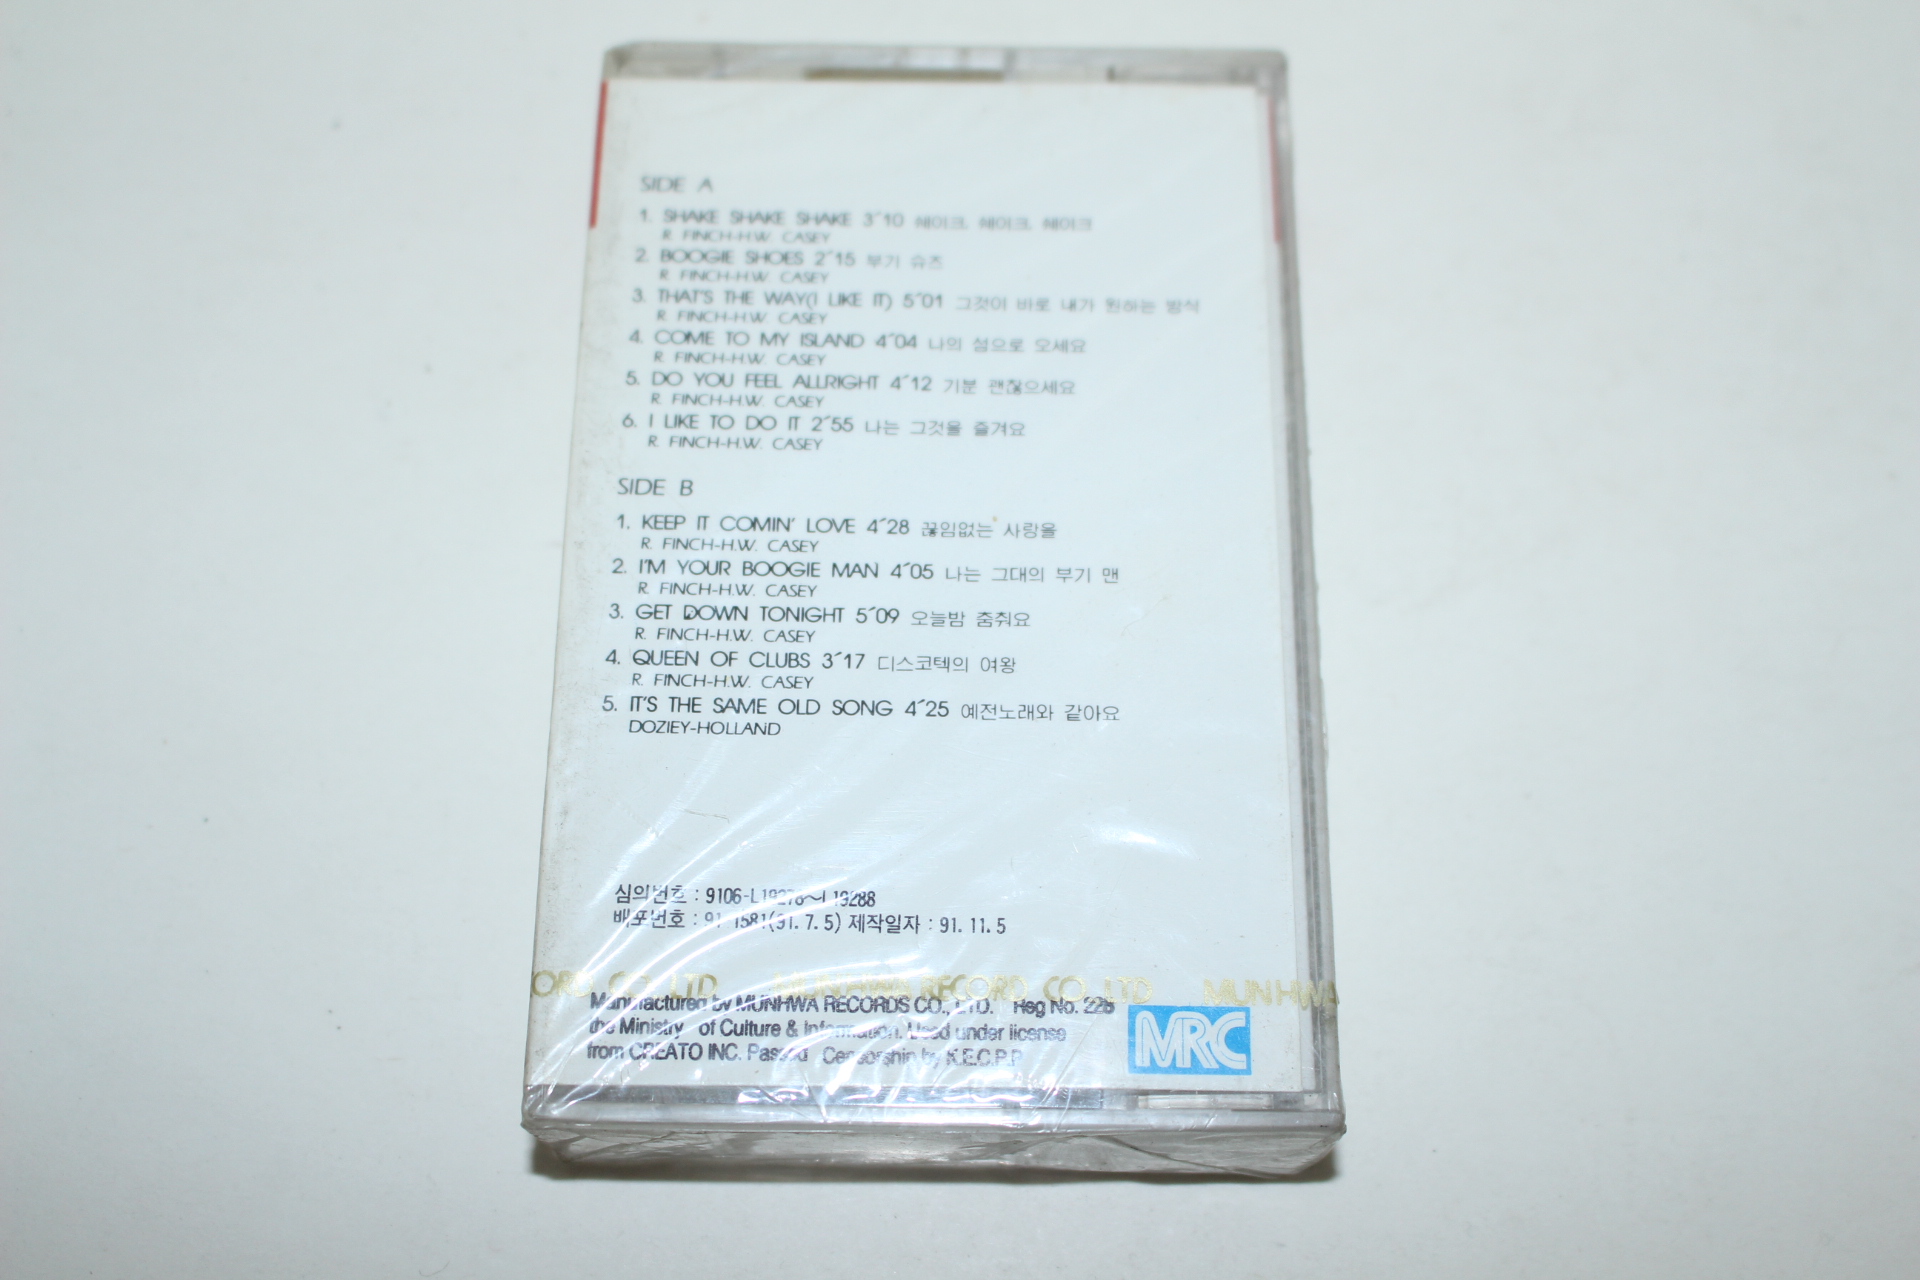 SIDE A
1. SHAKE SHAKE SHAKE 3´10 쉐이크, 쉐이크, 쉐이크
R. FINCH-H.W. CASEY
2. BOOGIE SHOES 2´15 부기 슈즈
R. FINCH-H.W. CASEY
3. THAT'S THE WAY(I LIKE IT) 5´01 그것이 바로 내가 원하는 방식
R. FINCH-H.W. CASEY
4. COME TO MY ISLAND 4´04 나의 섬으로 오세요
R. FINCH-H.W. CASEY
5. DO YOU FEEL ALLRIGHT 4´12 기분 괜찮으세요
R. FINCH-H.W. CASEY
6. I LIKE TO DO IT 2´55 나는 그것을 즐겨요
R. FINCH-H.W. CASEY
SIDE B
1. KEEP IT COMIN' LOVE 4´28 끊임없는 사랑을
R. FINCH-H.W. CASEY
2. I'M YOUR BOOGIE MAN 4´05 나는 그대의 부기 맨
R. FINCH-H.W. CASEY
3. GET DOWN TONIGHT 5´09 오늘밤 춤춰요
R. FINCH-H.W. CASEY
4. QUEEN OF CLUBS 3´17 디스코텍의 여왕
R. FINCH-H.W. CASEY
5. IT'S THE SAME OLD SONG 4´25 예전노래와 같아요
DOZIEY-HOLLAND
심의번호 : 9106-L19278~L19288
배포번호 : 91-1581(91. 7. 5) 제작일자 : 91. 11. 5
ORD CO. LTD MUNHWA RECORD CO. LTD MUNHWA
Manufactured by MUNHWA RECORDS CO., LTD. Reg No. 226
the Ministry of Culture & Information. Used under license
from CREATO INC. Passed Censorship by K.E.C.P.P
MRC